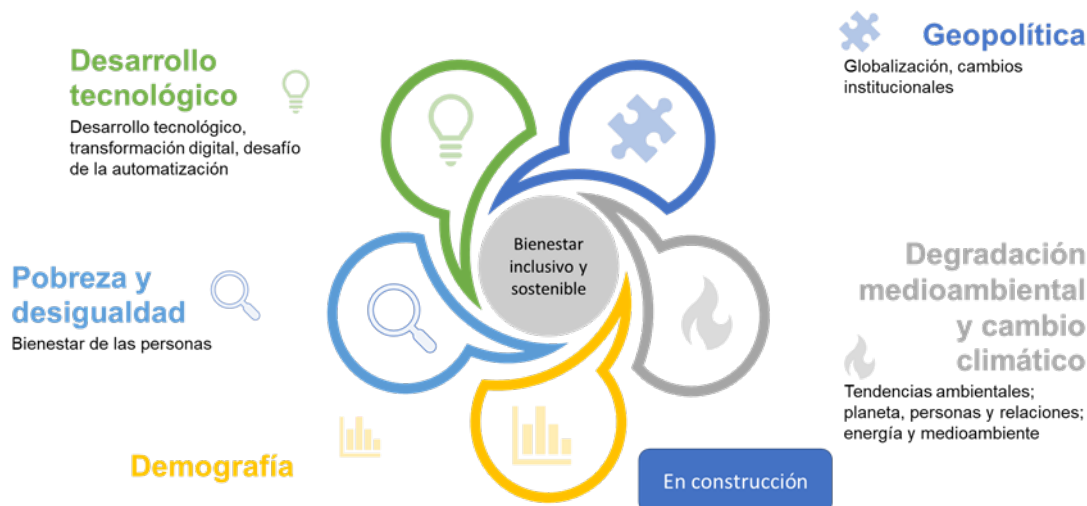 Desarrollo
tecnológico
Desarrollo tecnológico,
transformación digital, desafío
de la automatización
Geopolítica
Globalización, cambios
institucionales
Bienestar
inclusivo y
sostenible
Pobreza y
desigualdad
Bienestar de las personas
Degradación
medioambiental
y cambio
climático
Tendencias ambientales;
planeta, personas y relaciones;
energía y medioambiente
Demografía
En construcción